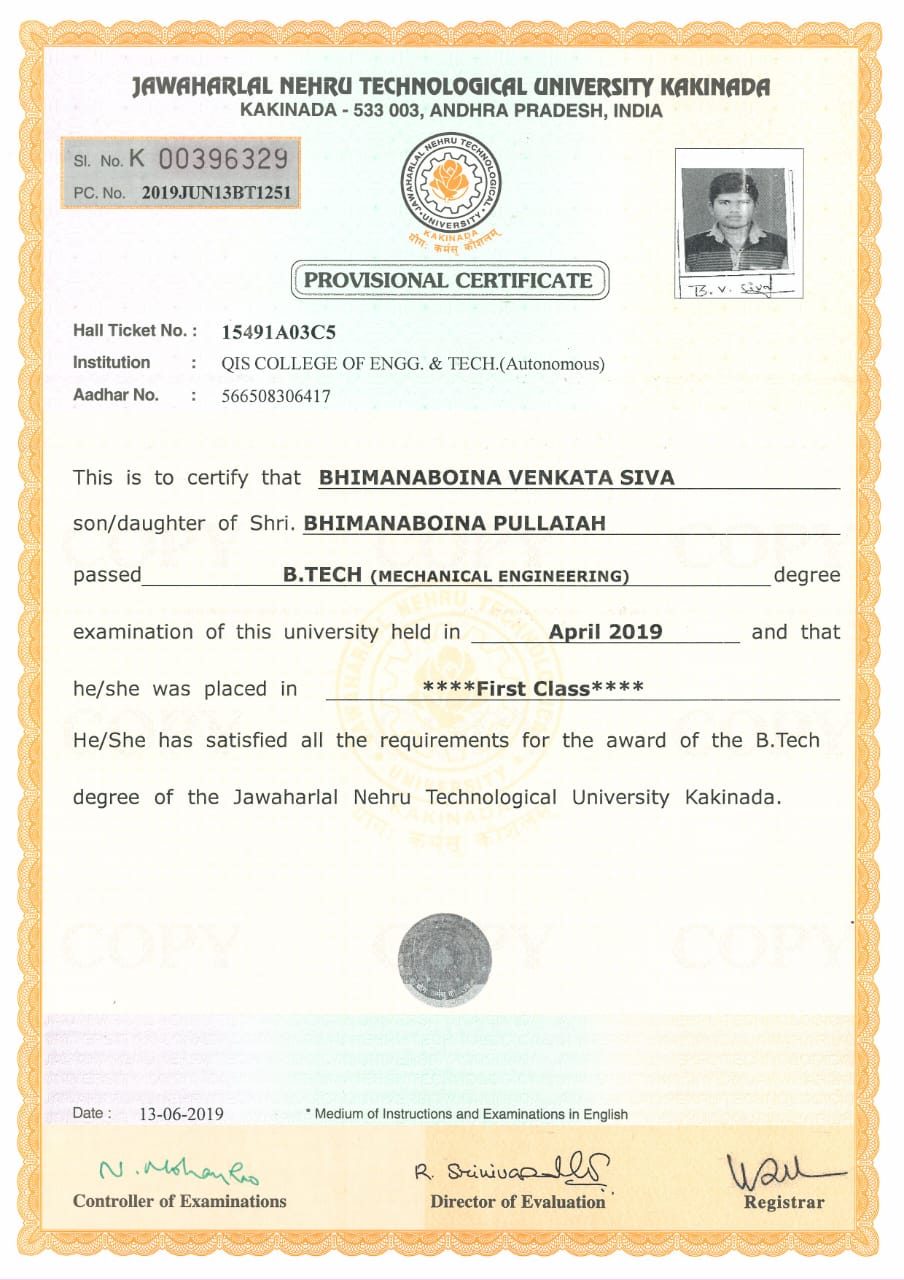 JAWAHARLAL NEHRU TECHNOLOGICAL UNIVERSITY KAKINADA
KAKINADA - 533 003, ANDHRA PRADESH, INDIA
Sl. No. K 00396329
PC. No. 2019JUN13BT1251
JAWAHARLAL NEHRU TECHNOLOGICAL UNIVERSITY
KAKINADA
योगः कर्मसु कौशलम्
B. V. Siva
PROVISIONAL CERTIFICATE
Hall Ticket No. : 15491A03C5
Institution : QIS COLLEGE OF ENGG. & TECH.(Autonomous)
Aadhar No. : 566508306417
This is to certify that BHIMANABOINA VENKATA SIVA
son/daughter of Shri. BHIMANABOINA PULLAIAH
COPY COPY COPY
passed B.TECH (MECHANICAL ENGINEERING) degree
examination of this university held in April 2019 and that
he/she was placed in ****First Class****
He/She has satisfied all the requirements for the award of the B.Tech
degree of the Jawaharlal Nehru Technological University Kakinada.
COPY COPY COPY
Date : 13-06-2019 * Medium of Instructions and Examinations in English
N. Mohan Rao
R. Srinivasa
Controller of Examinations Director of Evaluation Registrar